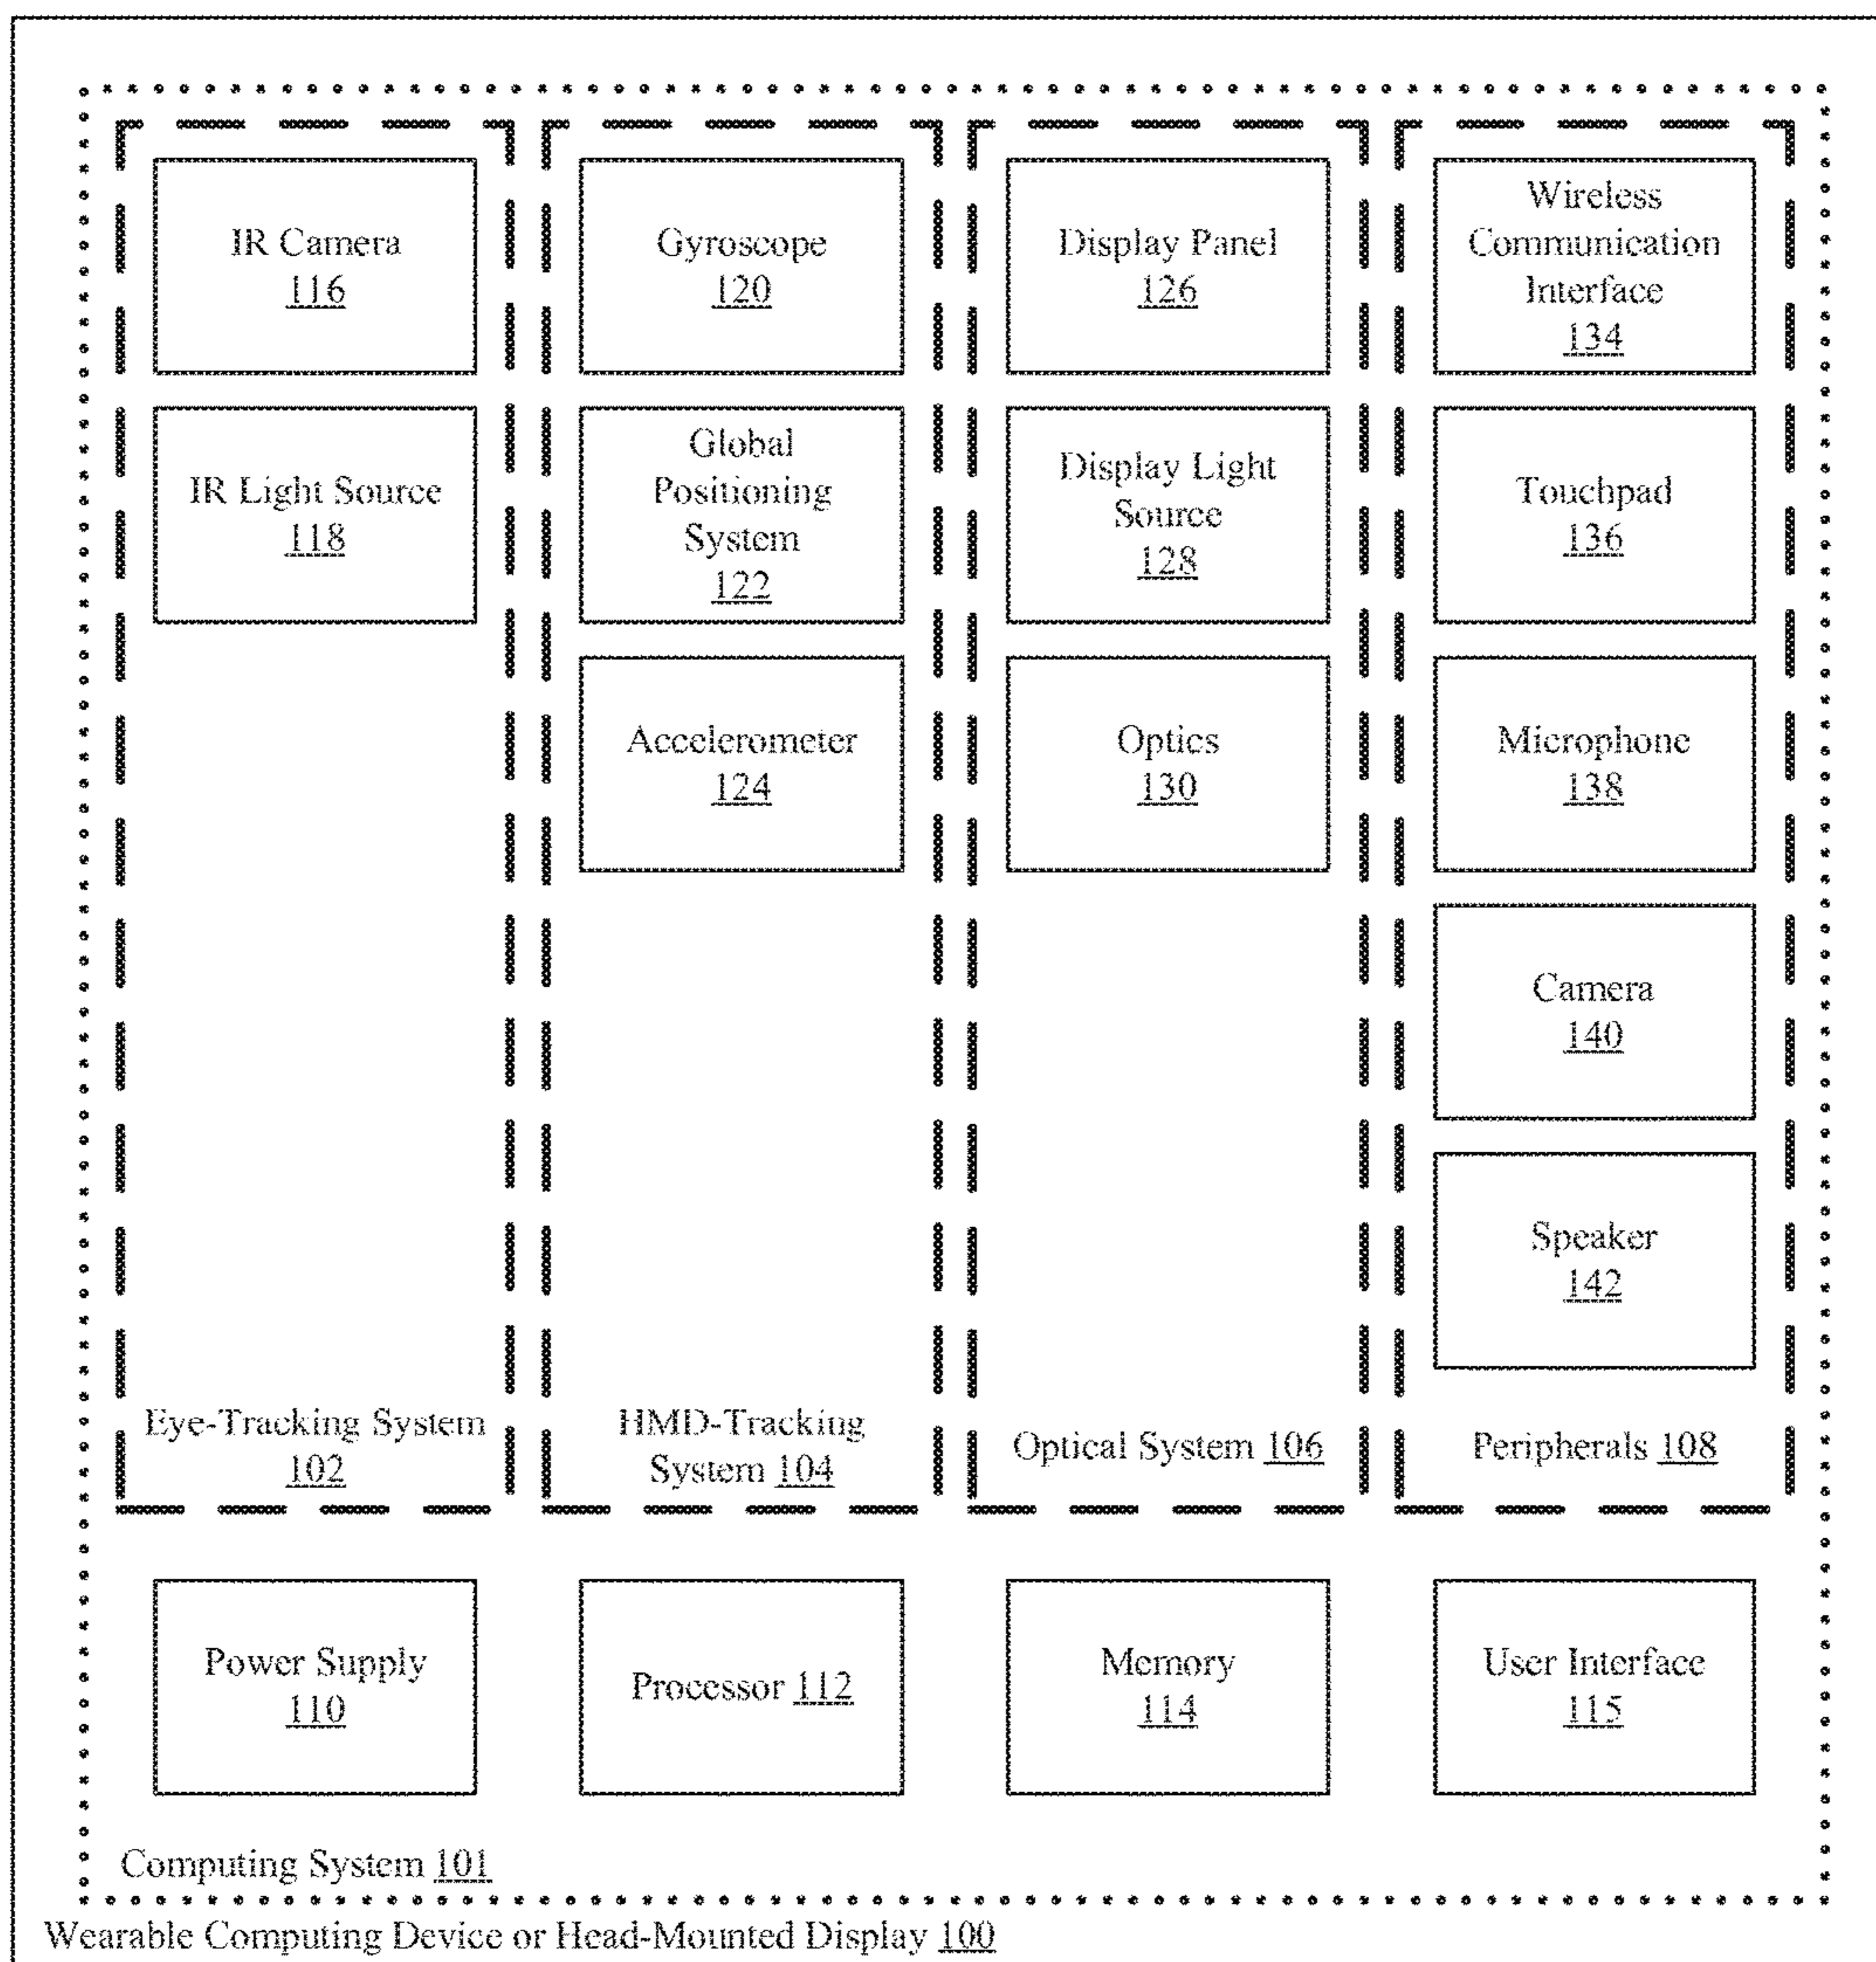 IR Camera
116
Gyroscope
120
Display Panel
126
Wireless
Communication
Interface
134
IR Light Source
118
Global
Positioning
System
122
Display Light
Source
128
Touchpad
136
Accelerometer
124
Optics
130
Microphone
138
Camera
140
Speaker
142
Eye-Tracking System
102
HMD-Tracking
System 104
Optical System 106
Peripherals 108
Power Supply
110
Processor 112
Memory
114
User Interface
115
Computing System 101
Wearable Computing Device or Head-Mounted Display 100